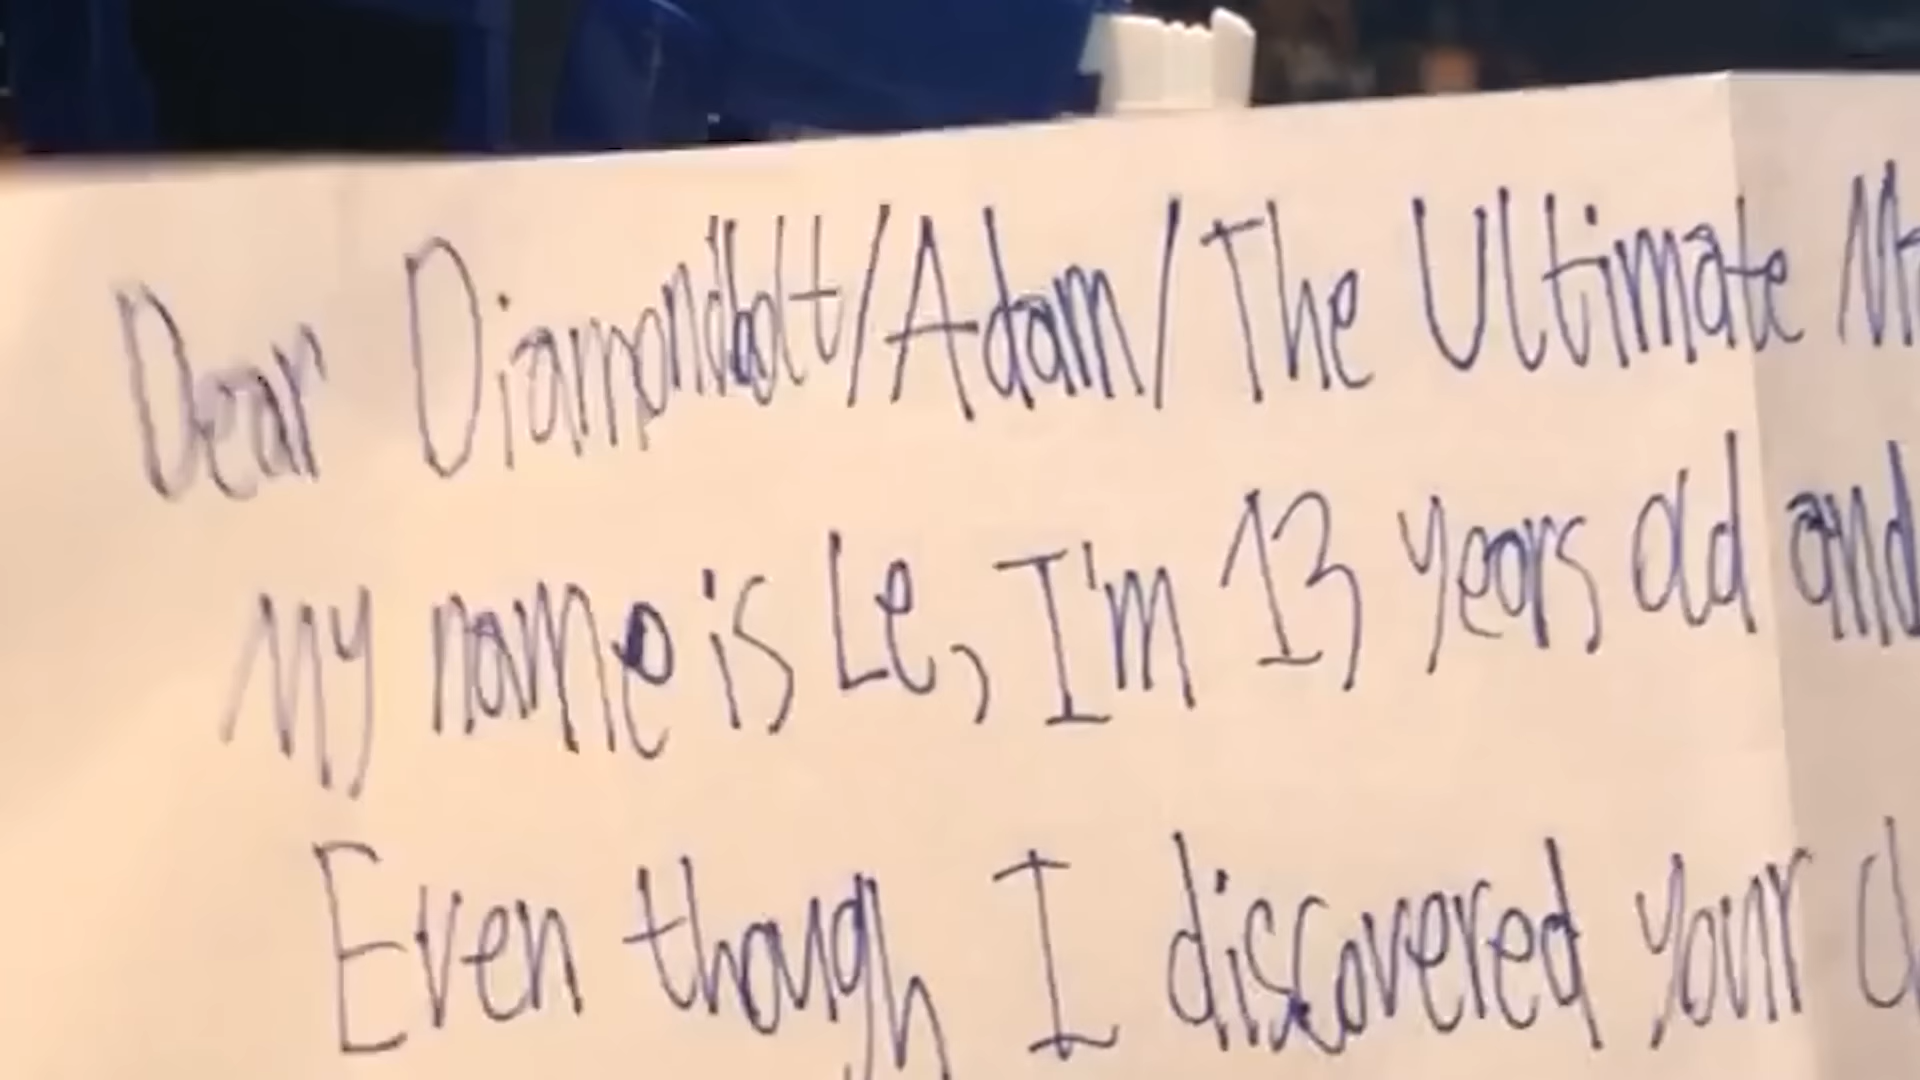 Dear Diamondbolt/Adam/The Ultimate
My name is Le, I'm 13 years old and
Even though I discovered your